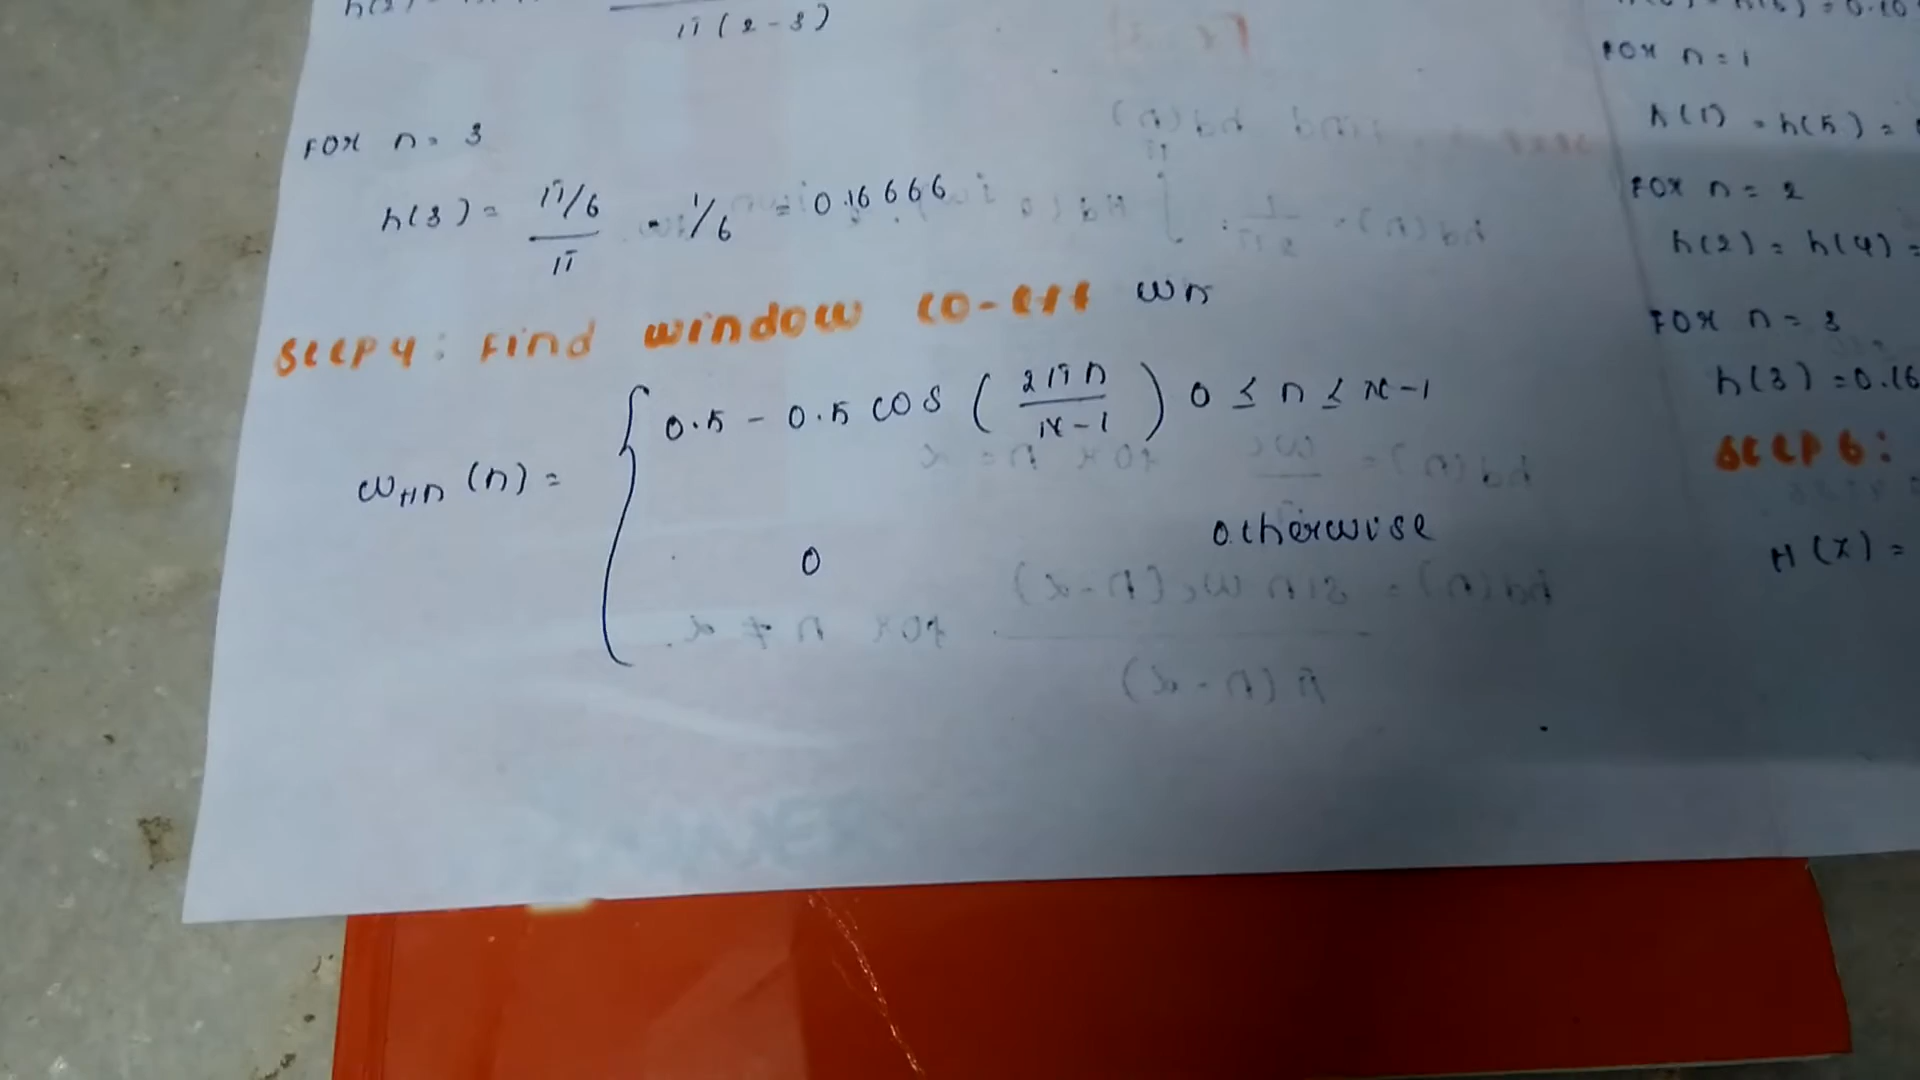 π(2-3)
FOR n = 3
h(3) = π/6 / π = 1/6 = 0.16666
STEP 4: Find window co-eff wn
wHn(n) = { 0.5 - 0.5 cos (2πn / N-1) 0 ≤ n ≤ N-1
0 otherwise
FOR n = 1
h(1) = h(5) =
FOR n = 2
h(2) = h(4) =
FOR n = 3
h(3) = 0.16
STEP 6:
H(z) =